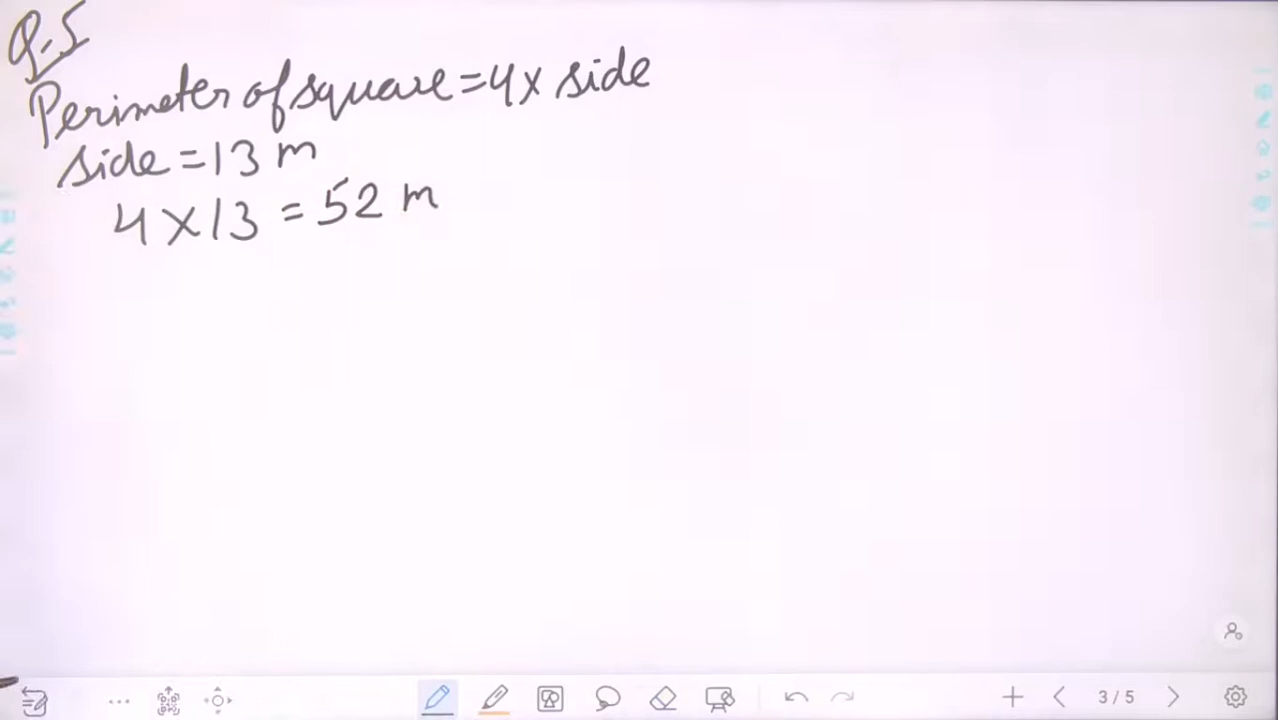 Q-5
Perimeter of square = 4 x side
side = 13 m
4 X 13 = 52 m
3 / 5